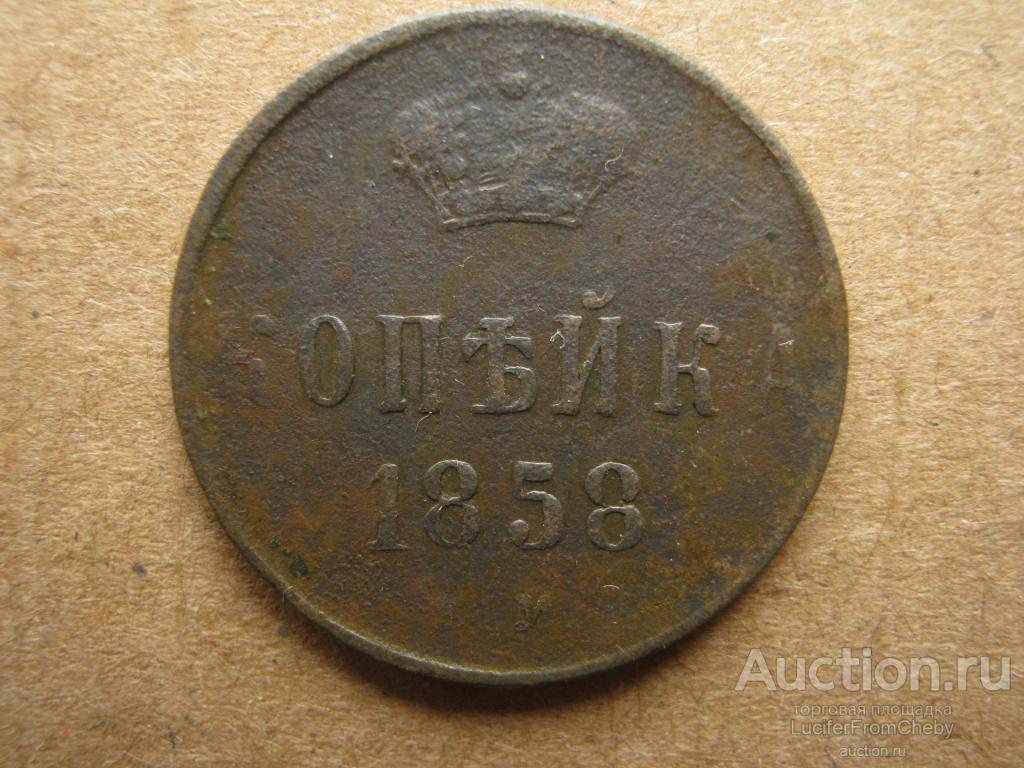 КОПѢЙКА
1858
Auction.ru
торговая площадка
LuciferFromCheby
auction.ru